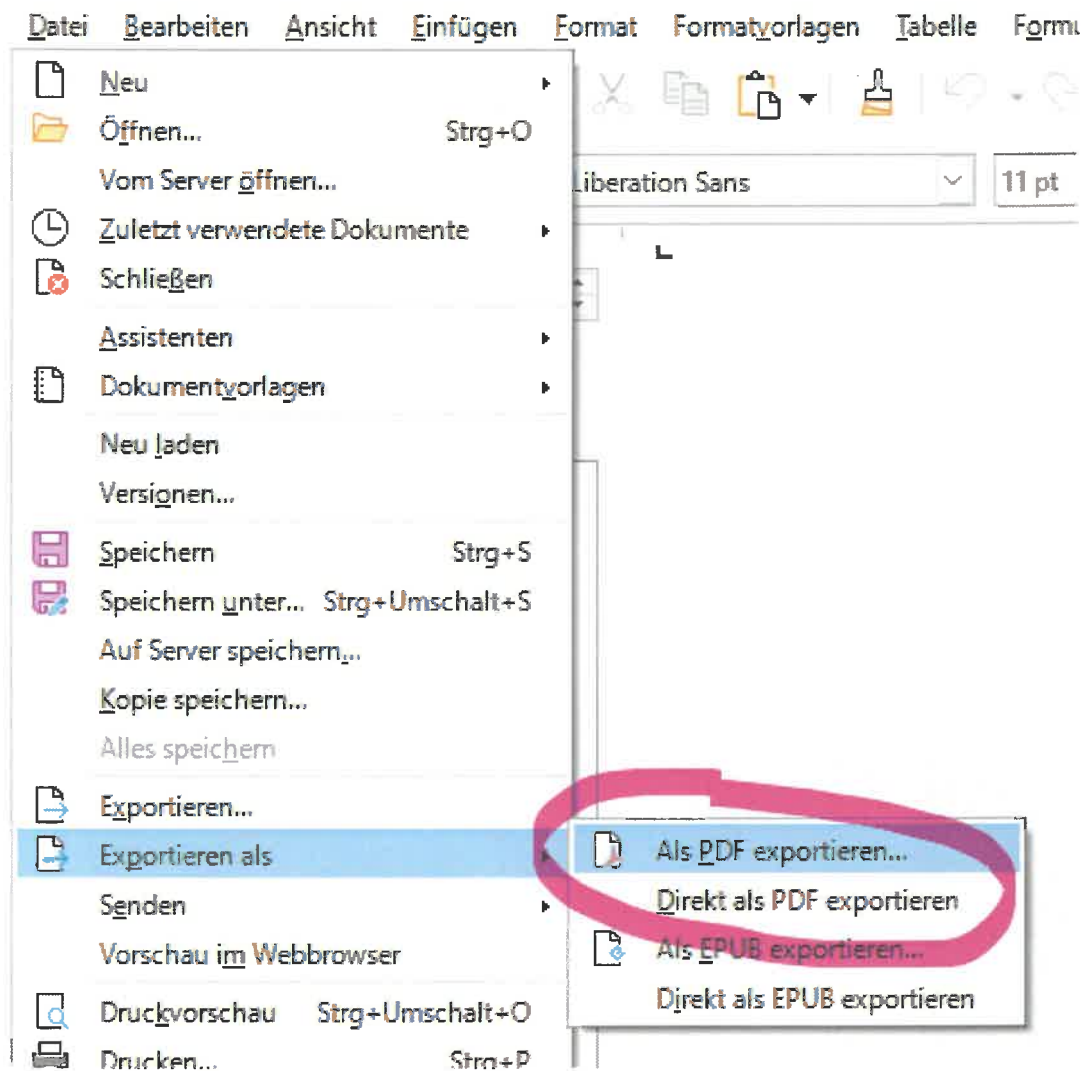 Datei Bearbeiten Ansicht Einfügen Format Formatvorlagen Tabelle Formu
Neu
Öffnen... Strg+O
Vom Server öffnen...
Liberation Sans 11 pt
Zuletzt verwendete Dokumente
Schließen
Assistenten
Dokumentvorlagen
Neu laden
Versionen...
Speichern Strg+S
Speichern unter... Strg+Umschalt+S
Auf Server speichern...
Kopie speichern...
Alles speichern
Exportieren...
Exportieren als
Als PDF exportieren...
Senden
Direkt als PDF exportieren
Vorschau im Webbrowser
Als EPUB exportieren...
Direkt als EPUB exportieren
Druckvorschau Strg+Umschalt+O
Drucken... Strg+P